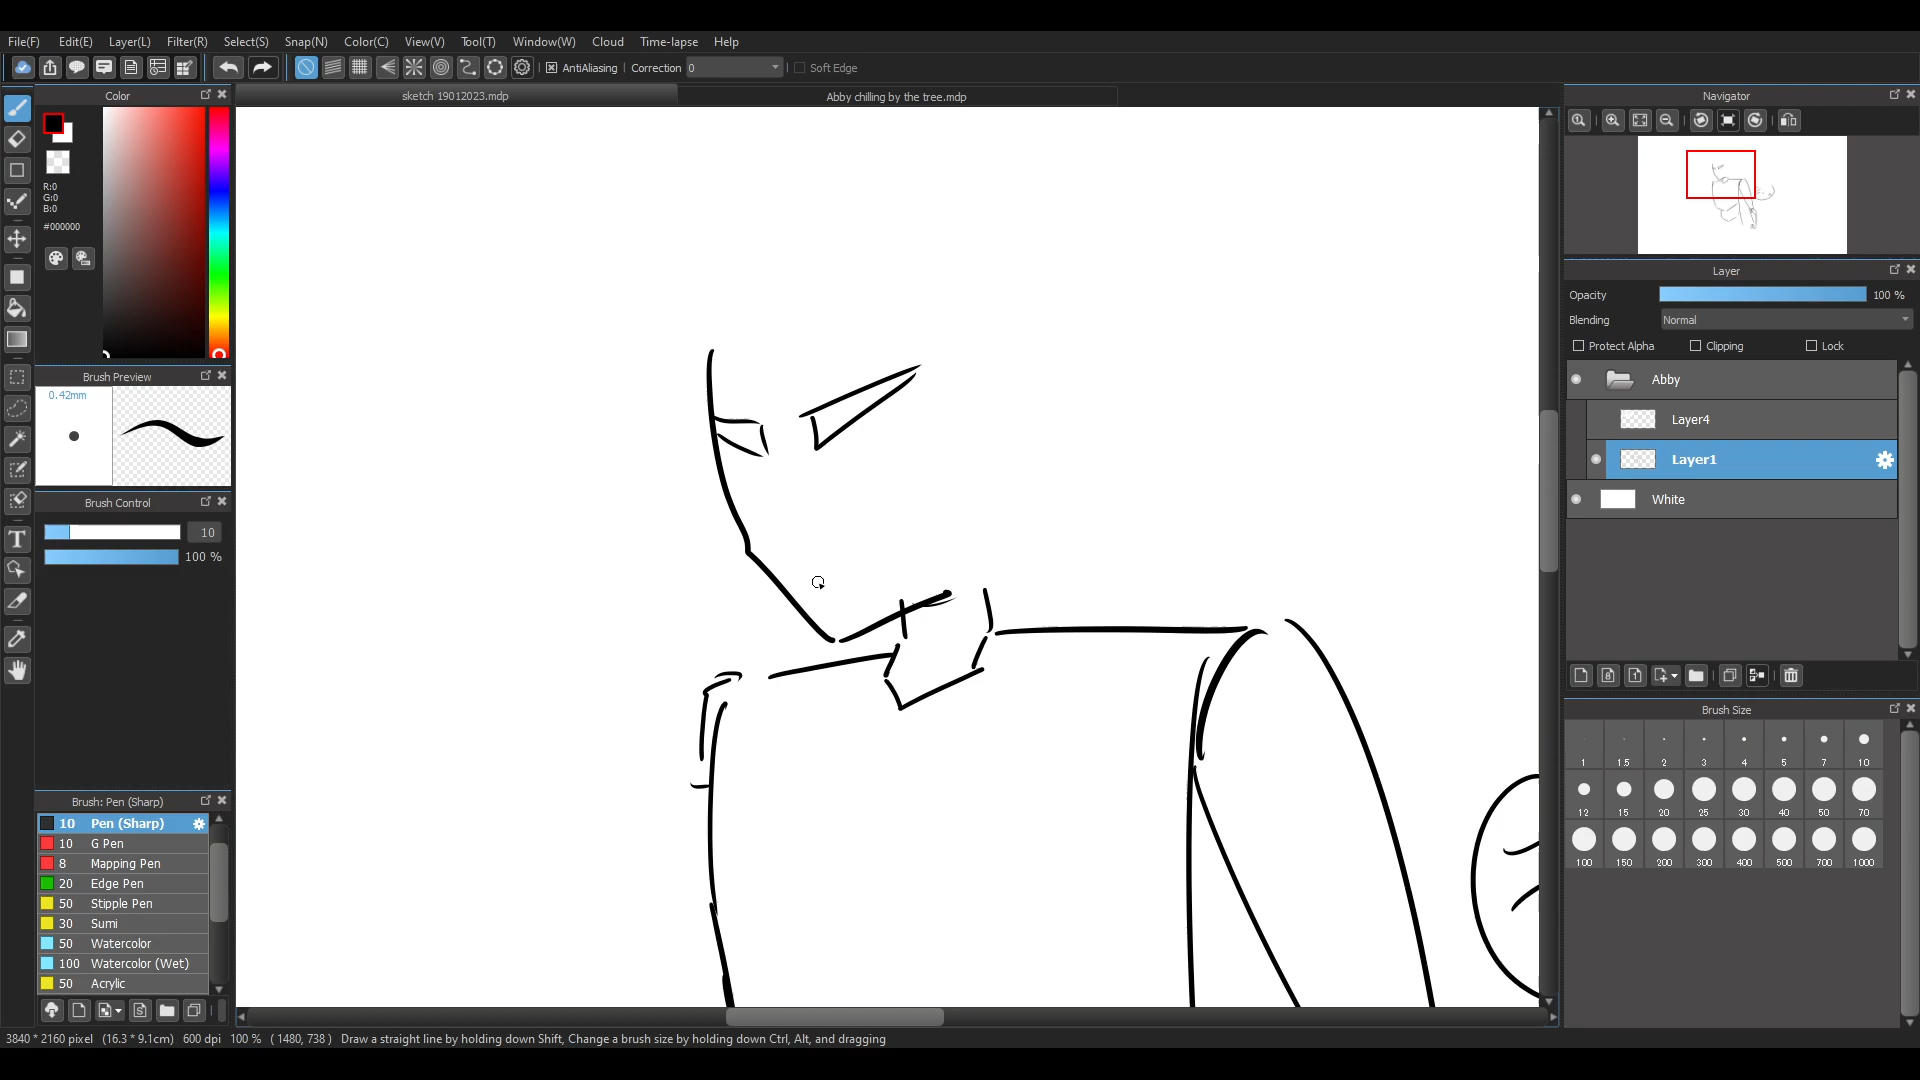 File(F) Edit(E) Layer(L) Filter(R) Select(S) Snap(N) Color(C) View(V) Tool(T) Window(W) Cloud Time-lapse Help
AntiAliasing Correction 0 Soft Edge
Color
sketch 19012023.mdp
Abby chilling by the tree.mdp
Navigator
R:0
G:0
B:0
#000000
Layer
Opacity 100 %
Blending Normal
Protect Alpha Clipping Lock
Brush Preview
0.42mm
Abby
Layer4
Layer1
White
Brush Control
10
100 %
Brush Size
1 1.5 2 3 4 5 7 10
12 15 20 25 30 40 50 70
100 150 200 300 400 500 700 1000
Brush: Pen (Sharp)
10 Pen (Sharp)
10 G Pen
8 Mapping Pen
20 Edge Pen
50 Stipple Pen
30 Sumi
50 Watercolor
100 Watercolor (Wet)
50 Acrylic
3840 * 2160 pixel (16.3 * 9.1cm) 600 dpi 100 % ( 1480, 738 ) Draw a straight line by holding down Shift, Change a brush size by holding down Ctrl, Alt, and dragging